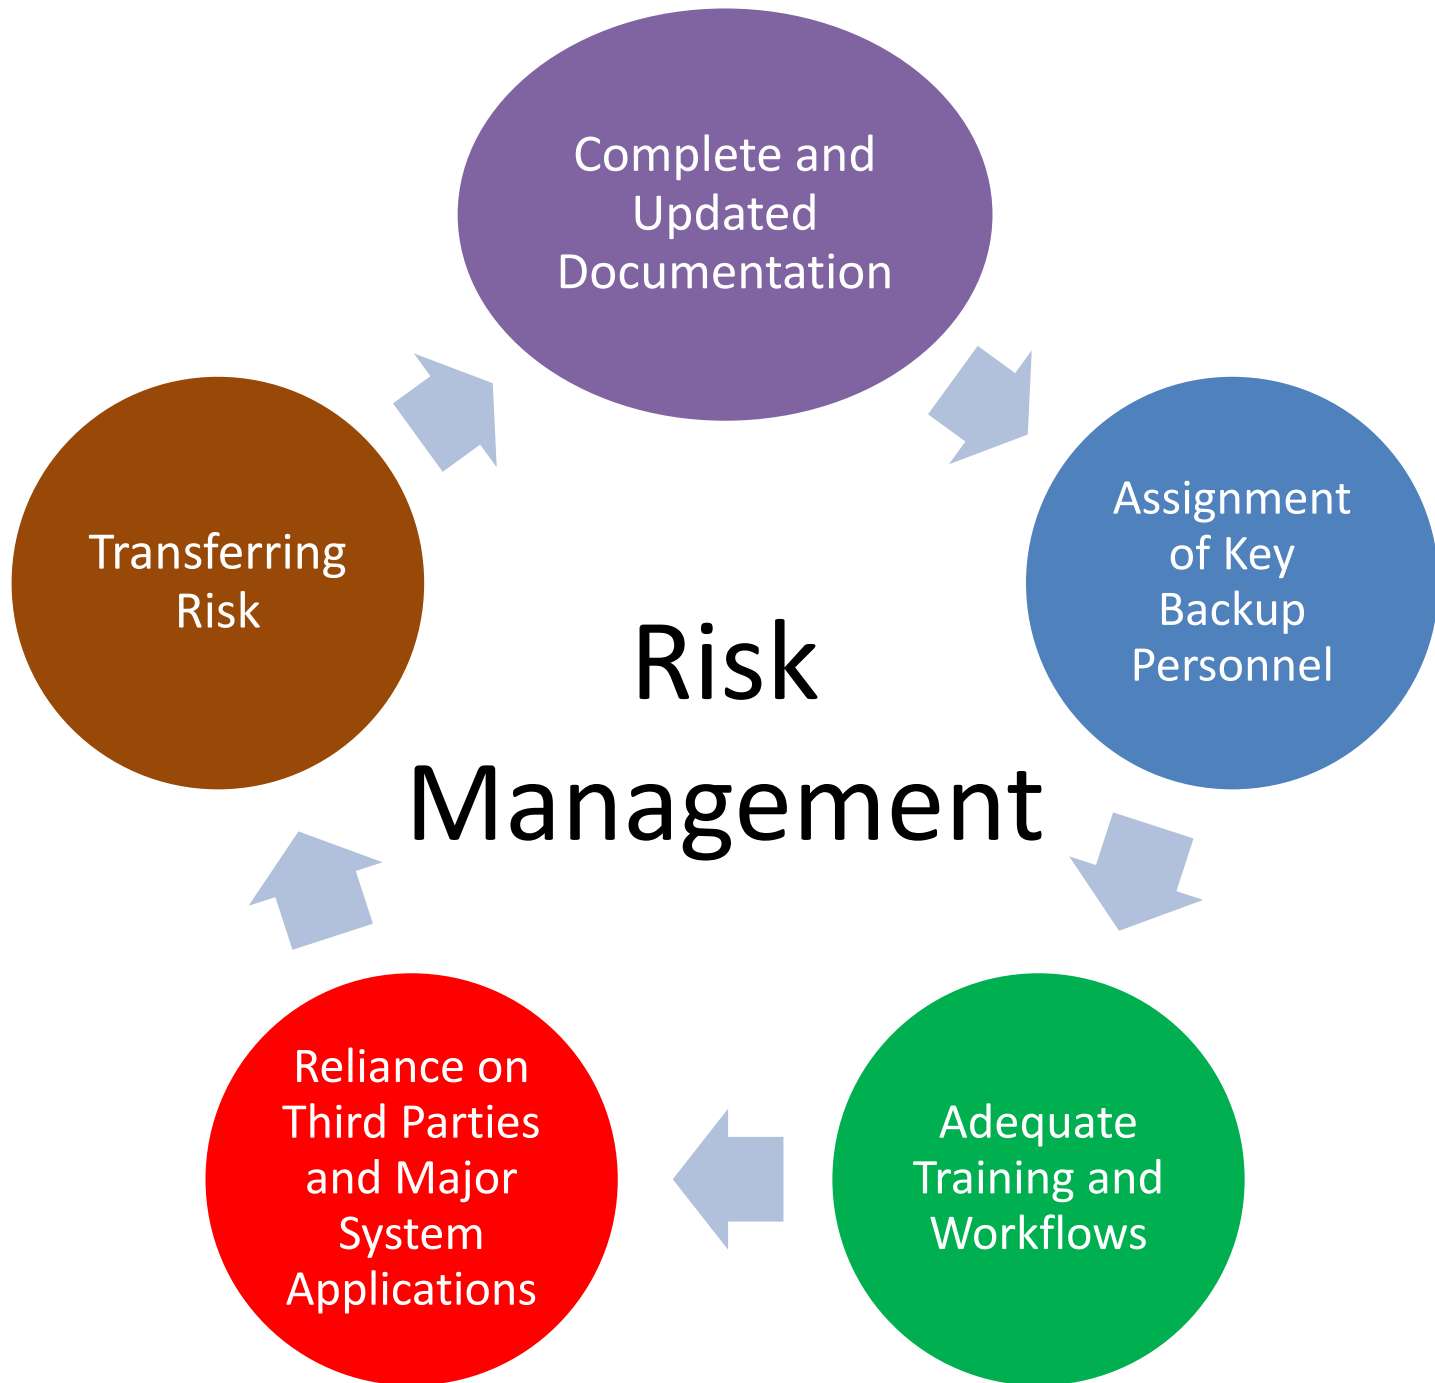 Complete and
Updated
Documentation
Assignment
of Key
Backup
Personnel
Adequate
Training and
Workflows
Reliance on
Third Parties
and Major
System
Applications
Transferring
Risk
Risk
Management